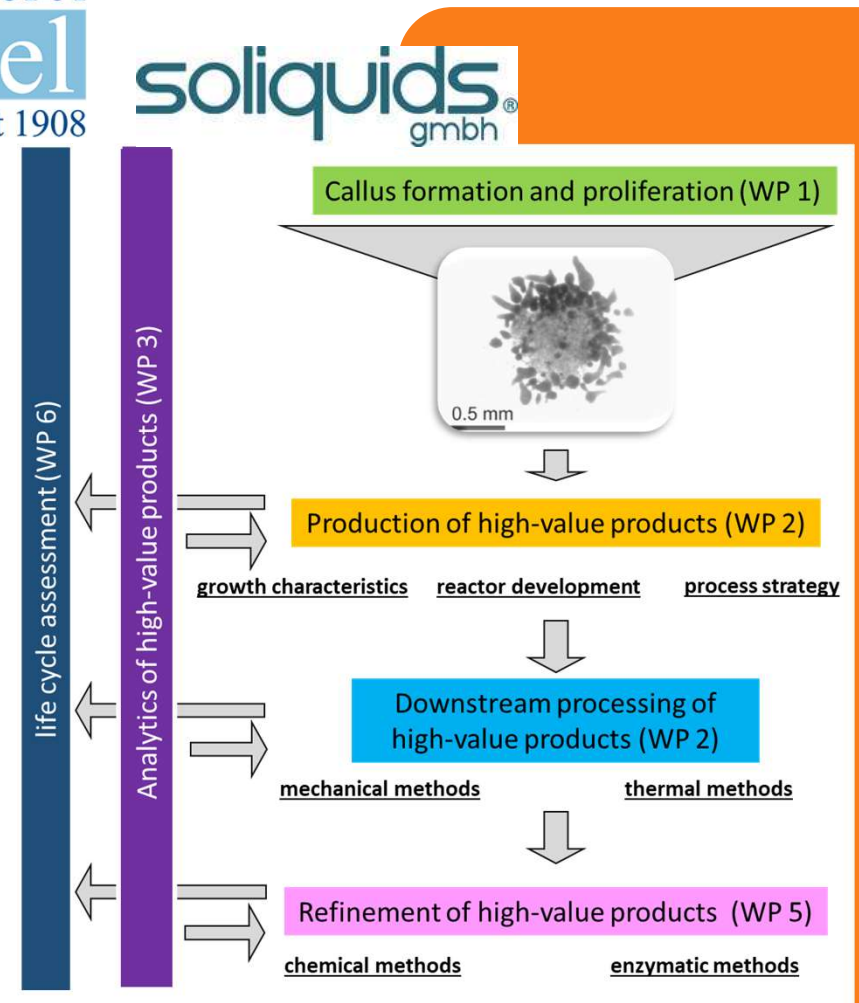 el
1908
soliquids®
gmbh
Callus formation and proliferation (WP 1)
0.5 mm
life cycle assessment (WP 6)
Analytics of high-value products (WP 3)
Production of high-value products (WP 2)
growth characteristics reactor development process strategy
Downstream processing of
high-value products (WP 2)
mechanical methods thermal methods
Refinement of high-value products (WP 5)
chemical methods enzymatic methods